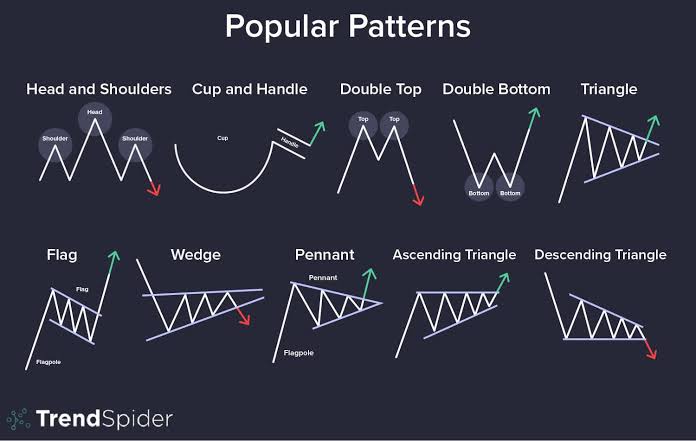 Popular Patterns
Head and Shoulders
Cup and Handle
Double Top
Double Bottom
Triangle
Head
Shoulder
Shoulder
Cup
Handle
Top
Top
Bottom
Bottom
Flag
Wedge
Pennant
Ascending Triangle
Descending Triangle
Flag
Flagpole
Pennant
Flagpole
TrendSpider